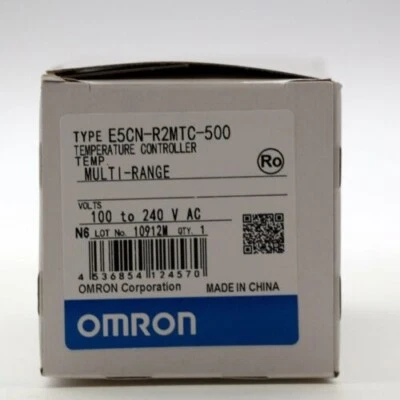 TYPE E5CN-R2MTC-500
TEMPERATURE CONTROLLER
TEMP.
MULTI-RANGE
Ro
VOLTS
100 to 240 V AC
N6 LOT No. 10912M QTY. 1
4 536854 124570
OMRON Corporation MADE IN CHINA
OMRON